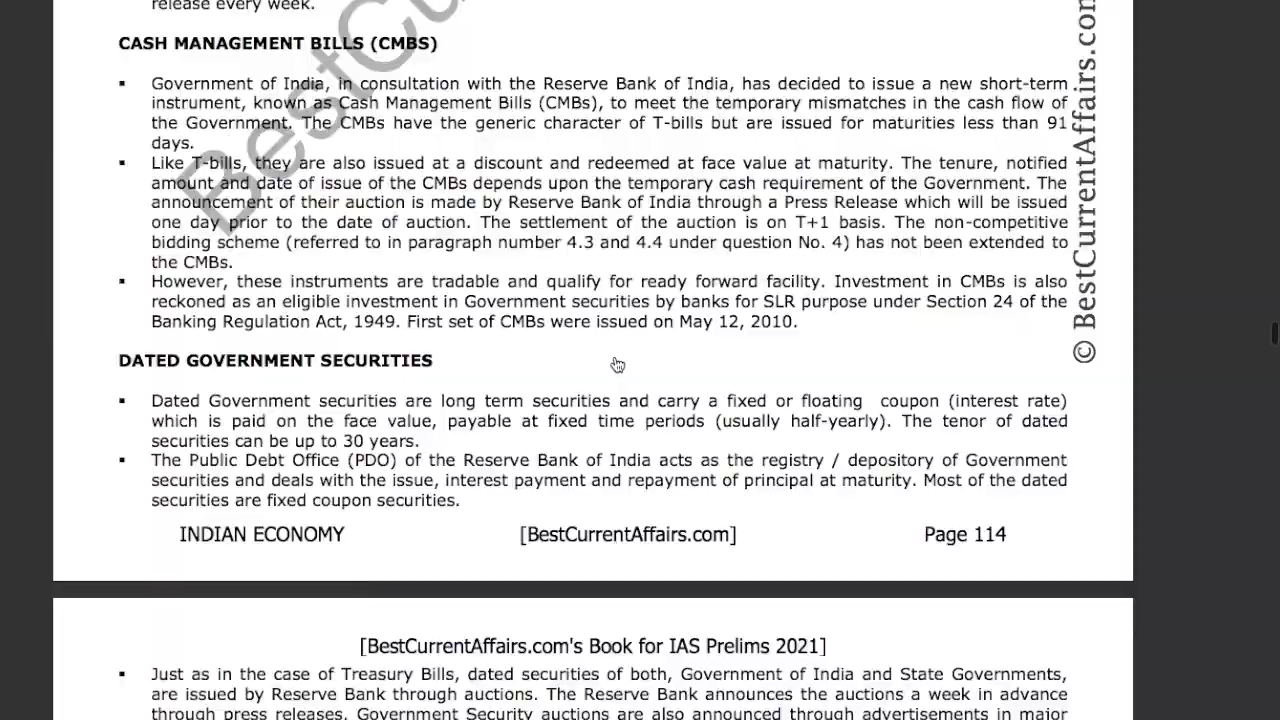 release every week.
CASH MANAGEMENT BILLS (CMBS)
▪ Government of India, in consultation with the Reserve Bank of India, has decided to issue a new short-term
instrument, known as Cash Management Bills (CMBs), to meet the temporary mismatches in the cash flow of
the Government. The CMBs have the generic character of T-bills but are issued for maturities less than 91
days.
▪ Like T-bills, they are also issued at a discount and redeemed at face value at maturity. The tenure, notified
amount and date of issue of the CMBs depends upon the temporary cash requirement of the Government. The
announcement of their auction is made by Reserve Bank of India through a Press Release which will be issued
one day prior to the date of auction. The settlement of the auction is on T+1 basis. The non-competitive
bidding scheme (referred to in paragraph number 4.3 and 4.4 under question No. 4) has not been extended to
the CMBs.
▪ However, these instruments are tradable and qualify for ready forward facility. Investment in CMBs is also
reckoned as an eligible investment in Government securities by banks for SLR purpose under Section 24 of the
Banking Regulation Act, 1949. First set of CMBs were issued on May 12, 2010.
DATED GOVERNMENT SECURITIES
▪ Dated Government securities are long term securities and carry a fixed or floating coupon (interest rate)
which is paid on the face value, payable at fixed time periods (usually half-yearly). The tenor of dated
securities can be up to 30 years.
▪ The Public Debt Office (PDO) of the Reserve Bank of India acts as the registry / depository of Government
securities and deals with the issue, interest payment and repayment of principal at maturity. Most of the dated
securities are fixed coupon securities.
INDIAN ECONOMY [BestCurrentAffairs.com] Page 114
© BestCurrentAffairs.com
BestCu
[BestCurrentAffairs.com's Book for IAS Prelims 2021]
▪ Just as in the case of Treasury Bills, dated securities of both, Government of India and State Governments,
are issued by Reserve Bank through auctions. The Reserve Bank announces the auctions a week in advance
through press releases. Government Security auctions are also announced through advertisements in major